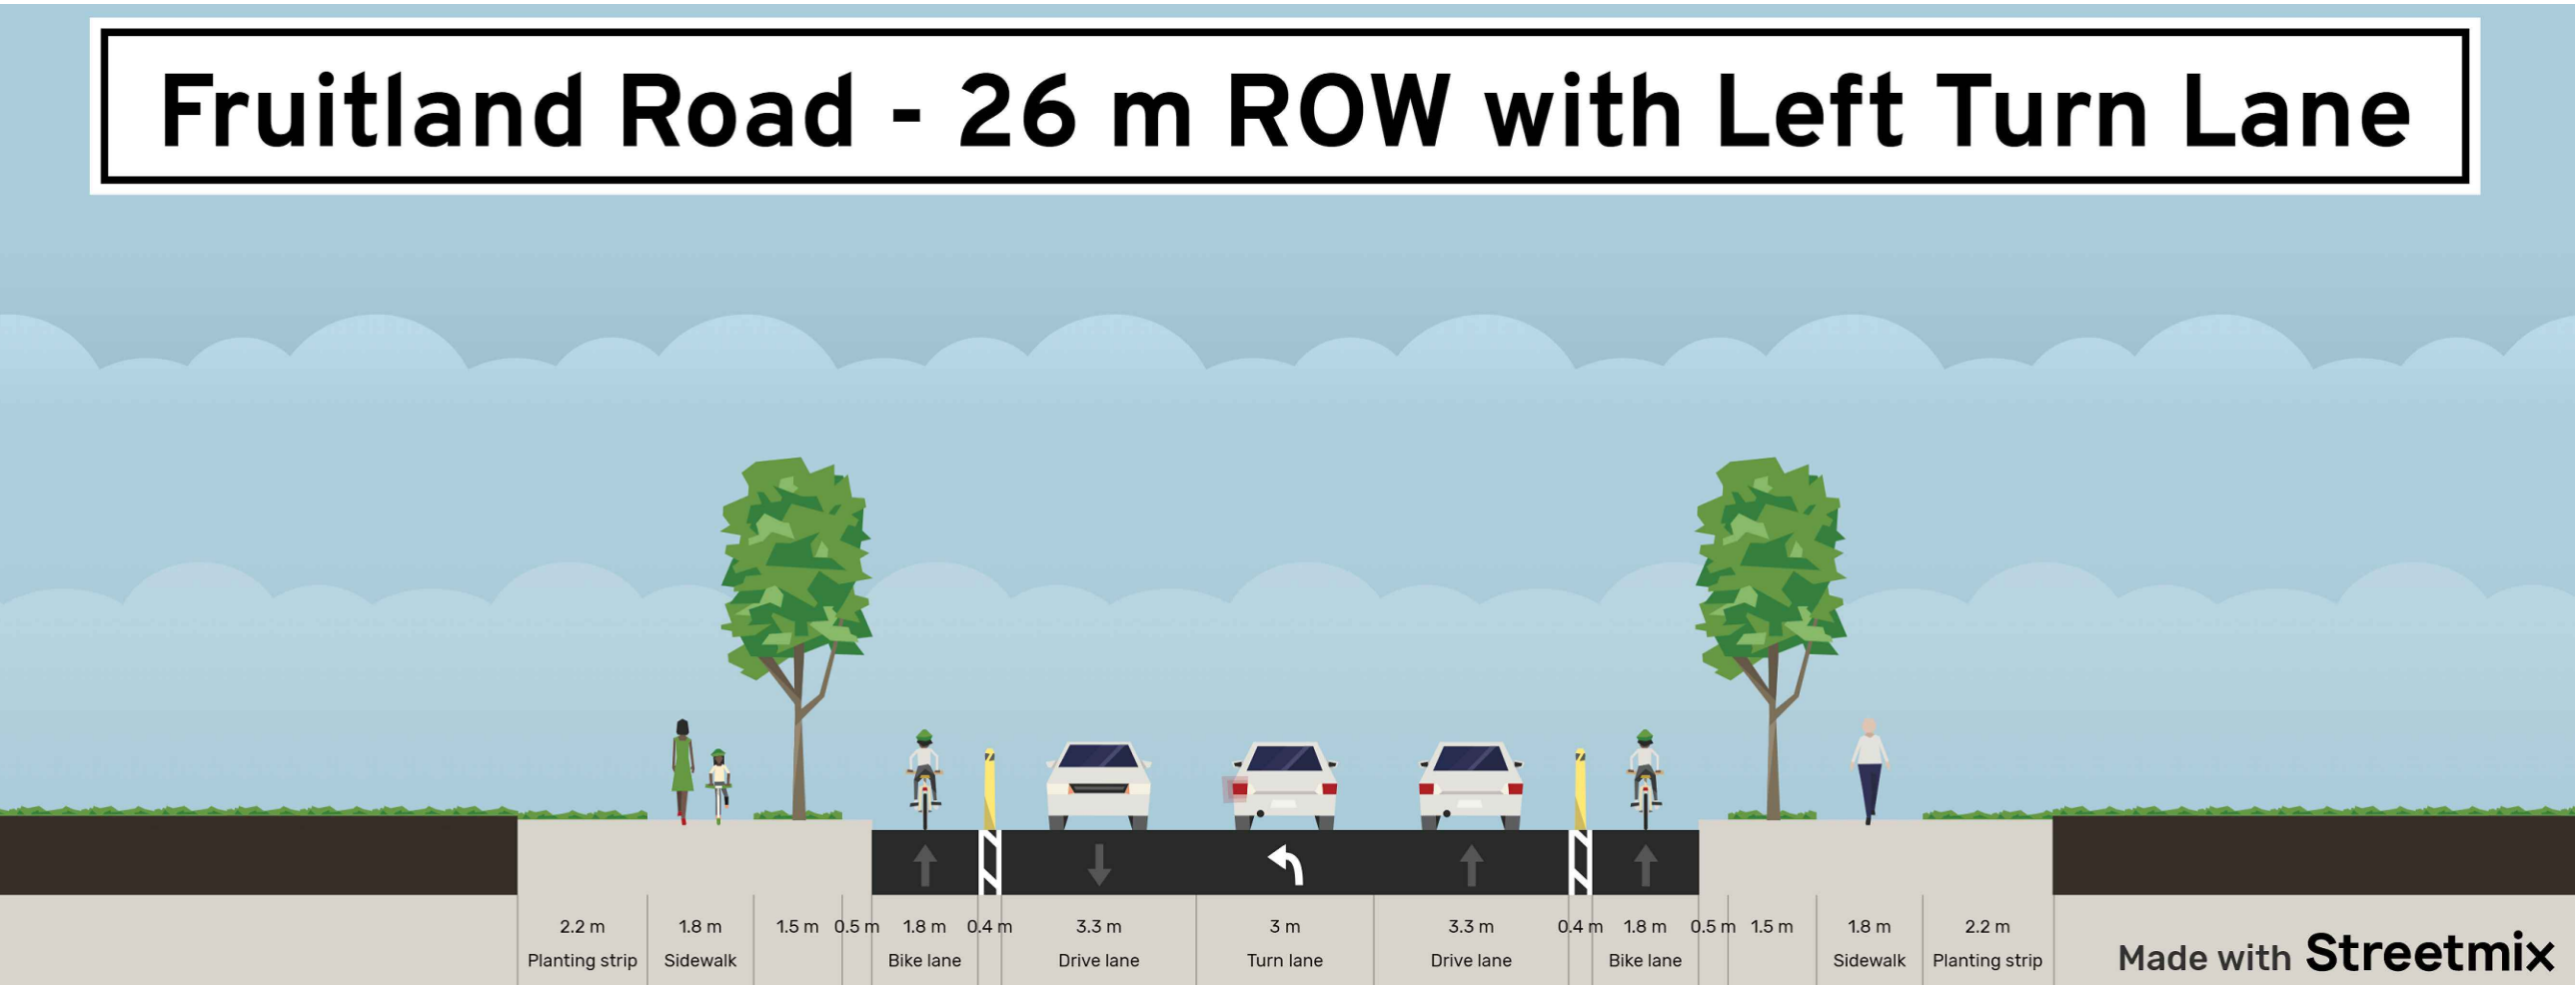 Fruitland Road - 26 m ROW with Left Turn Lane
2.2 m 1.8 m 1.5 m 0.5 m 1.8 m 0.4 m 3.3 m 3 m 3.3 m 0.4 m 1.8 m 0.5 m 1.5 m 1.8 m 2.2 m
Planting strip Sidewalk Bike lane Drive lane Turn lane Drive lane Bike lane Sidewalk Planting strip
Made with Streetmix